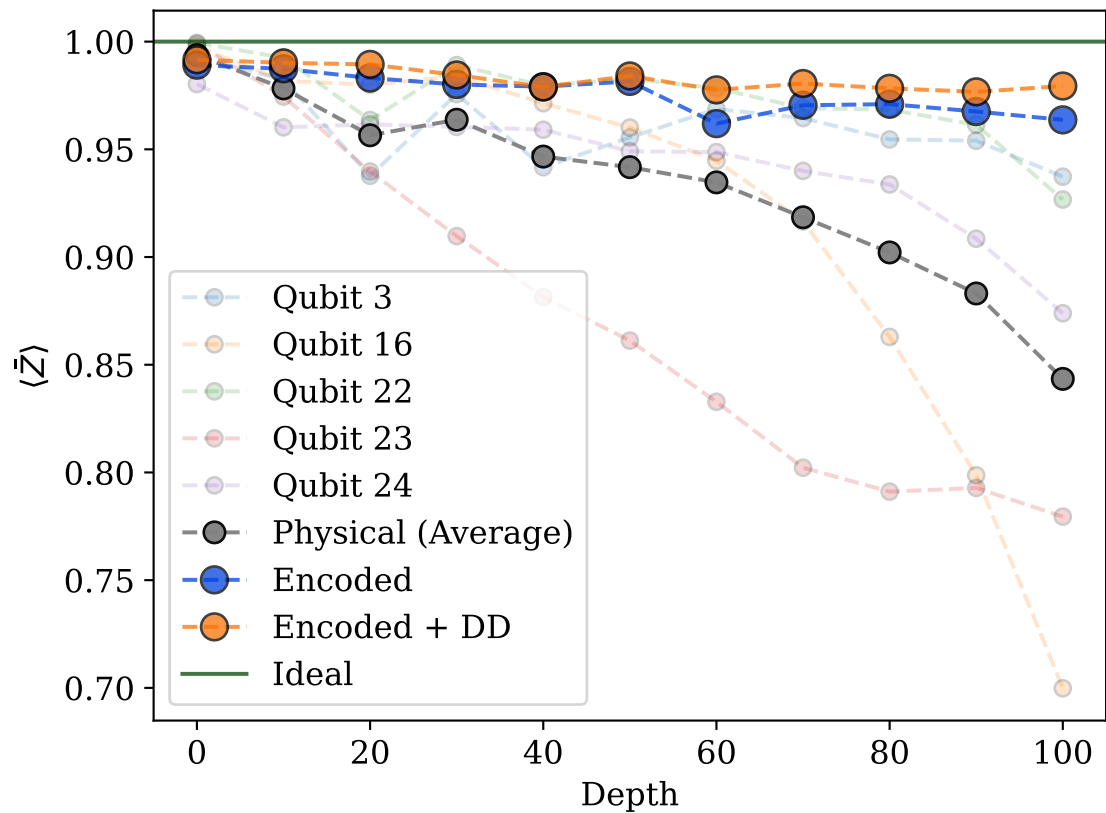 1.00
0.95
0.90
0.85
0.80
0.75
0.70
⟨Z̄⟩
Qubit 3
Qubit 16
Qubit 22
Qubit 23
Qubit 24
Physical (Average)
Encoded
Encoded + DD
Ideal
0 20 40 60 80 100
Depth